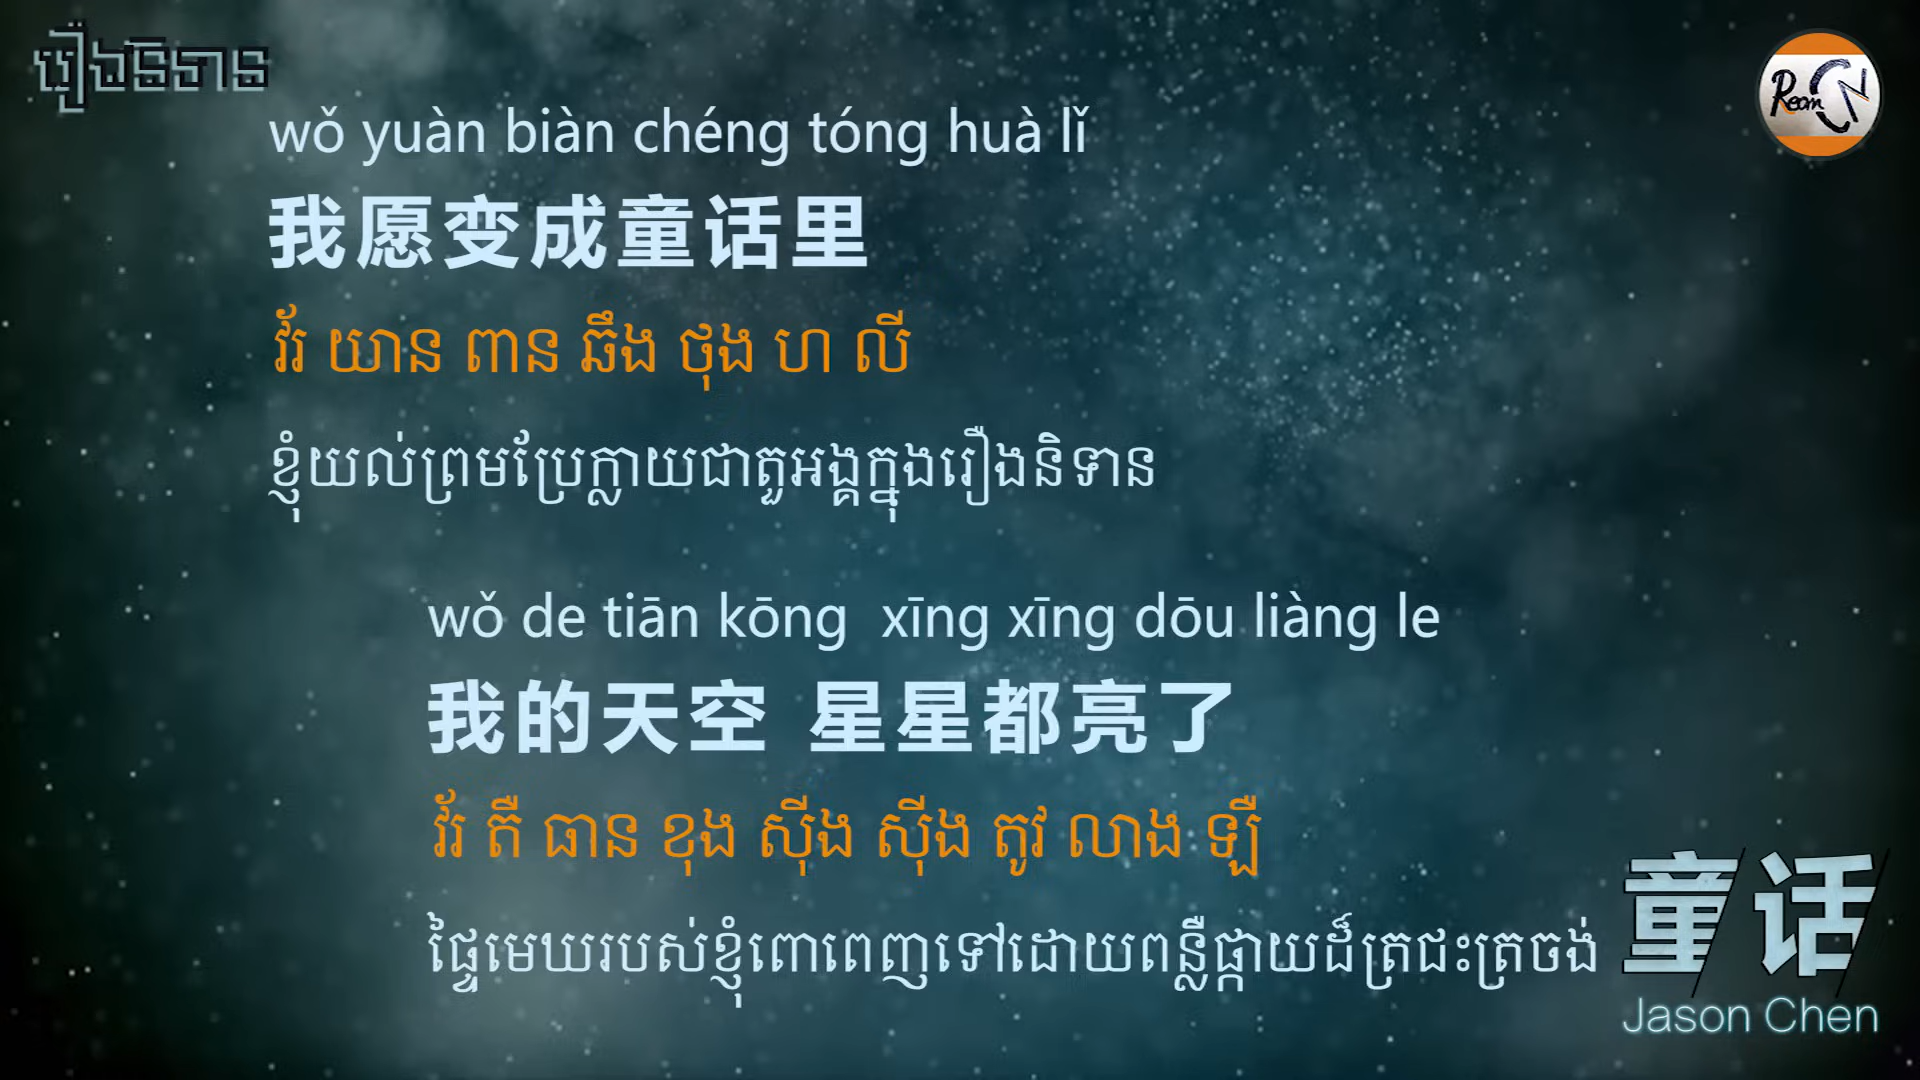 រឿងនិទាន
Ream CN
wǒ yuàn biàn chéng tóng huà lǐ
我愿变成童话里
វ័រ យាន ពាន ឆឹង ថុង ហ លី
ខ្ញុំយល់ព្រមប្រែក្លាយជាតួអង្គក្នុងរឿងនិទាន
wǒ de tiān kōng xīng xīng dōu liàng le
我的天空 星星都亮了
វ័រ តឺ ធាន ខុង ស៊ីង ស៊ីង តូវ លាង ឡឺ
ផ្ទៃមេឃរបស់ខ្ញុំពោពេញទៅដោយពន្លឺផ្កាយដ៏ត្រជះត្រចង់
童话
Jason Chen